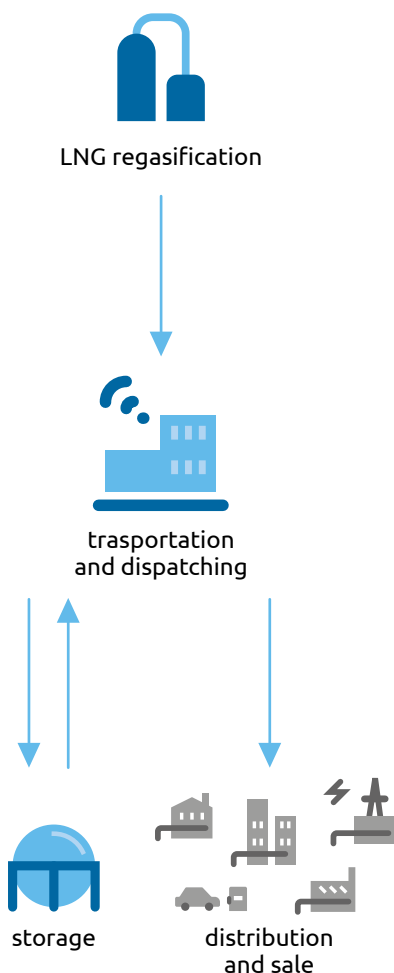 LNG regasification
trasportation
and dispatching
storage
distribution
and sale